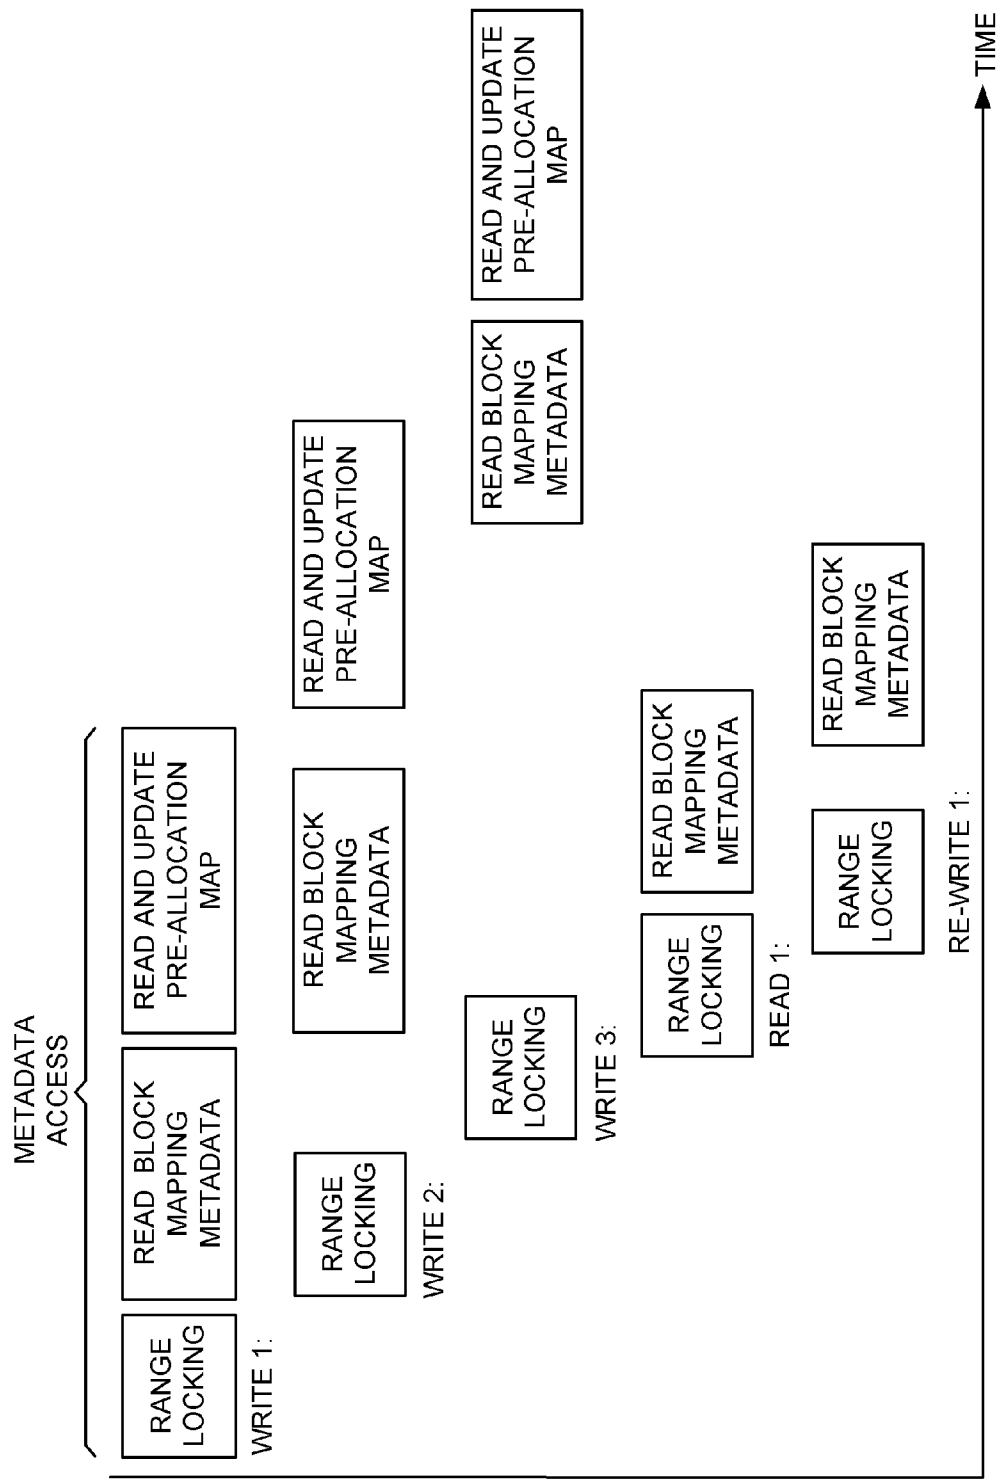 METADATA
ACCESS
RANGE
LOCKING
READ BLOCK
MAPPING
METADATA
READ AND UPDATE
PRE-ALLOCATION
MAP
WRITE 1:
RANGE
LOCKING
READ BLOCK
MAPPING
METADATA
READ AND UPDATE
PRE-ALLOCATION
MAP
WRITE 2:
RANGE
LOCKING
READ BLOCK
MAPPING
METADATA
READ AND UPDATE
PRE-ALLOCATION
MAP
WRITE 3:
RANGE
LOCKING
READ BLOCK
MAPPING
METADATA
READ 1:
RANGE
LOCKING
READ BLOCK
MAPPING
METADATA
RE-WRITE 1:
TIME